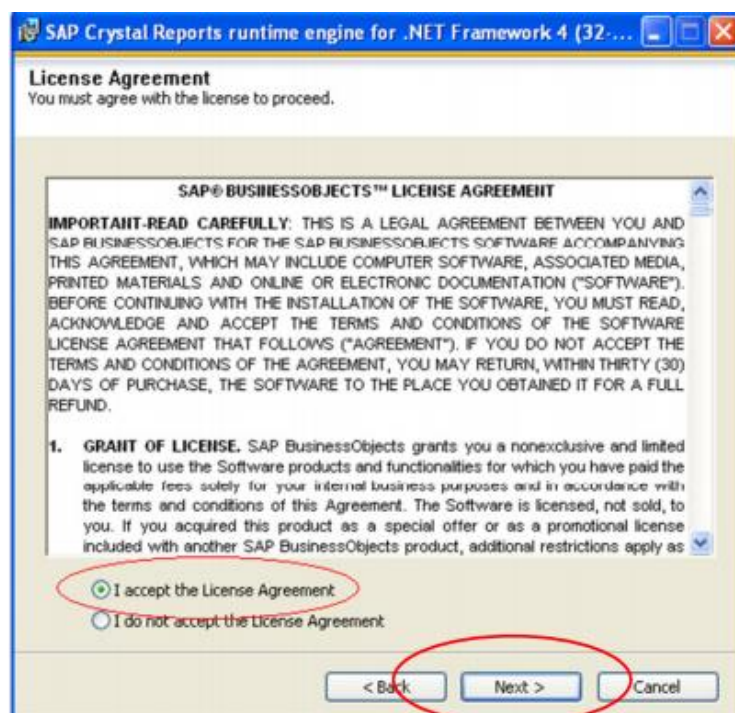 SAP Crystal Reports runtime engine for .NET Framework 4 (32-...
License Agreement
You must agree with the license to proceed.
SAP® BUSINESSOBJECTS™ LICENSE AGREEMENT
IMPORTANT-READ CAREFULLY: THIS IS A LEGAL AGREEMENT BETWEEN YOU AND
SAP BUSINESSOBJECTS FOR THE SAP BUSINESSOBJECTS SOFTWARE ACCOMPANYING
THIS AGREEMENT, WHICH MAY INCLUDE COMPUTER SOFTWARE, ASSOCIATED MEDIA,
PRINTED MATERIALS AND ONLINE OR ELECTRONIC DOCUMENTATION ("SOFTWARE").
BEFORE CONTINUING WITH THE INSTALLATION OF THE SOFTWARE, YOU MUST READ,
ACKNOWLEDGE AND ACCEPT THE TERMS AND CONDITIONS OF THE SOFTWARE
LICENSE AGREEMENT THAT FOLLOWS ("AGREEMENT"). IF YOU DO NOT ACCEPT THE
TERMS AND CONDITIONS OF THE AGREEMENT, YOU MAY RETURN, WITHIN THIRTY (30)
DAYS OF PURCHASE, THE SOFTWARE TO THE PLACE YOU OBTAINED IT FOR A FULL
REFUND.
1. GRANT OF LICENSE. SAP BusinessObjects grants you a nonexclusive and limited
license to use the Software products and functionalities for which you have paid the
applicable fees solely for your internal business purposes and in accordance with
the terms and conditions of this Agreement. The Software is licensed, not sold, to
you. If you acquired this product as a special offer or as a promotional license
included with another SAP BusinessObjects product, additional restrictions apply as
I accept the License Agreement
I do not accept the License Agreement
< Back Next > Cancel